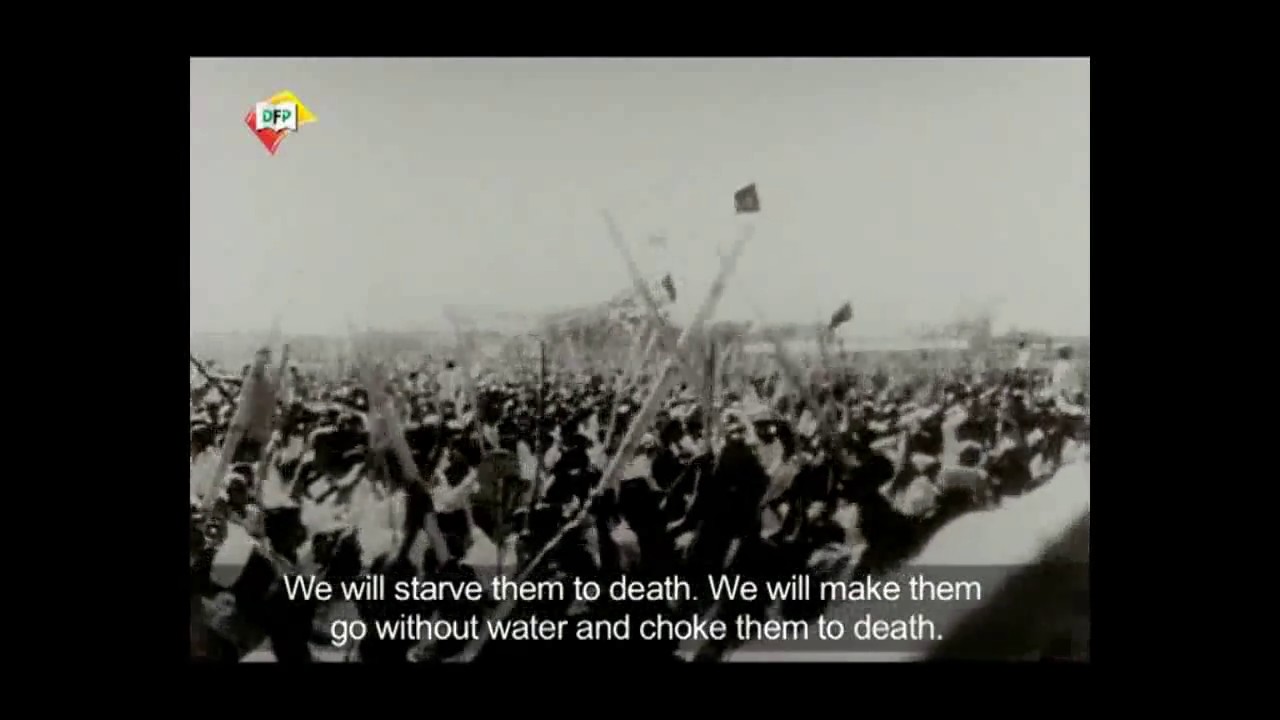 DFP
We will starve them to death. We will make them
go without water and choke them to death.